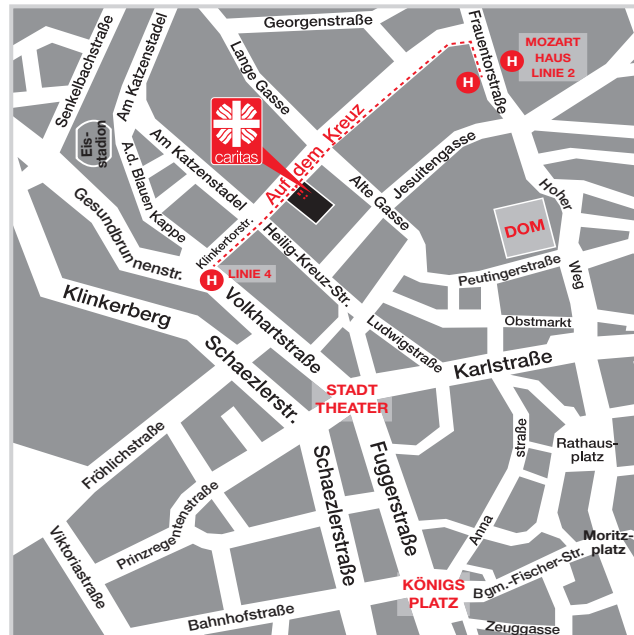 Georgenstraße
Senkelbachstraße
Am Katzenstadel
Lange Gasse
Frauentorstraße
H
H
MOZART
HAUS
LINIE 2
Eis-
stadion
caritas
Auf dem Kreuz
Am Katzenstadel
A.d. Blauen Kappe
Jesuitengasse
Alte Gasse
Hoher
Weg
DOM
Gesundbrunnenstr.
Klinkertorstr.
Heilig-Kreuz-Str.
Peutingerstraße
H
LINIE 4
Klinkerberg
Volkhartstraße
Obstmarkt
Ludwigstraße
Karlstraße
Schaezlerstr.
STADT
THEATER
Fröhlichstraße
Schaezlerstraße
Fuggerstraße
Anna
straße
Rathaus-
platz
Prinzregentenstraße
Viktoriastraße
Moritz-
platz
Bgm.-Fischer-Str.
KÖNIGS
PLATZ
Bahnhofstraße
Zeuggasse